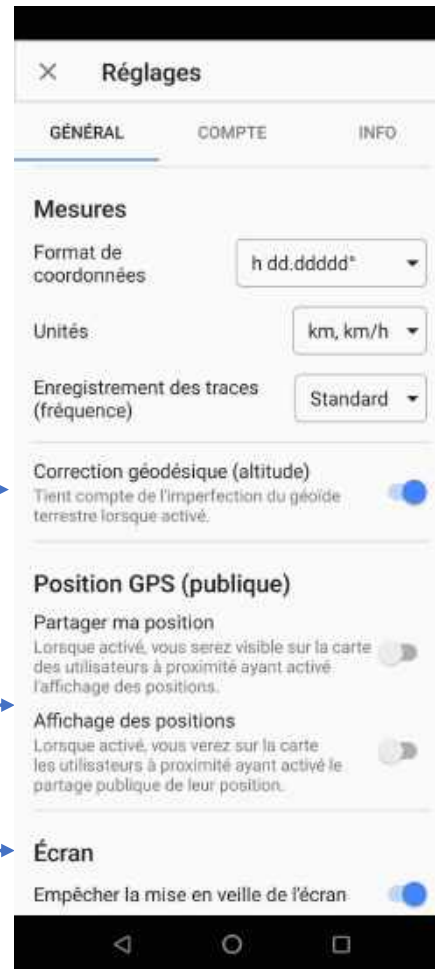 × Réglages
GÉNÉRAL COMPTE INFO
Mesures
Format de
coordonnées
h dd.ddddd°
Unités
km, km/h
Enregistrement des traces
(fréquence)
Standard
Correction géodésique (altitude)
Tient compte de l'imperfection du géoïde
terrestre lorsque activé.
Position GPS (publique)
Partager ma position
Lorsque activé, vous serez visible sur la carte
des utilisateurs à proximité ayant activé
l'affichage des positions.
Affichage des positions
Lorsque activé, vous verez sur la carte
les utilisateurs à proximité ayant activé le
partage publique de leur position.
Écran
Empêcher la mise en veille de l'écran